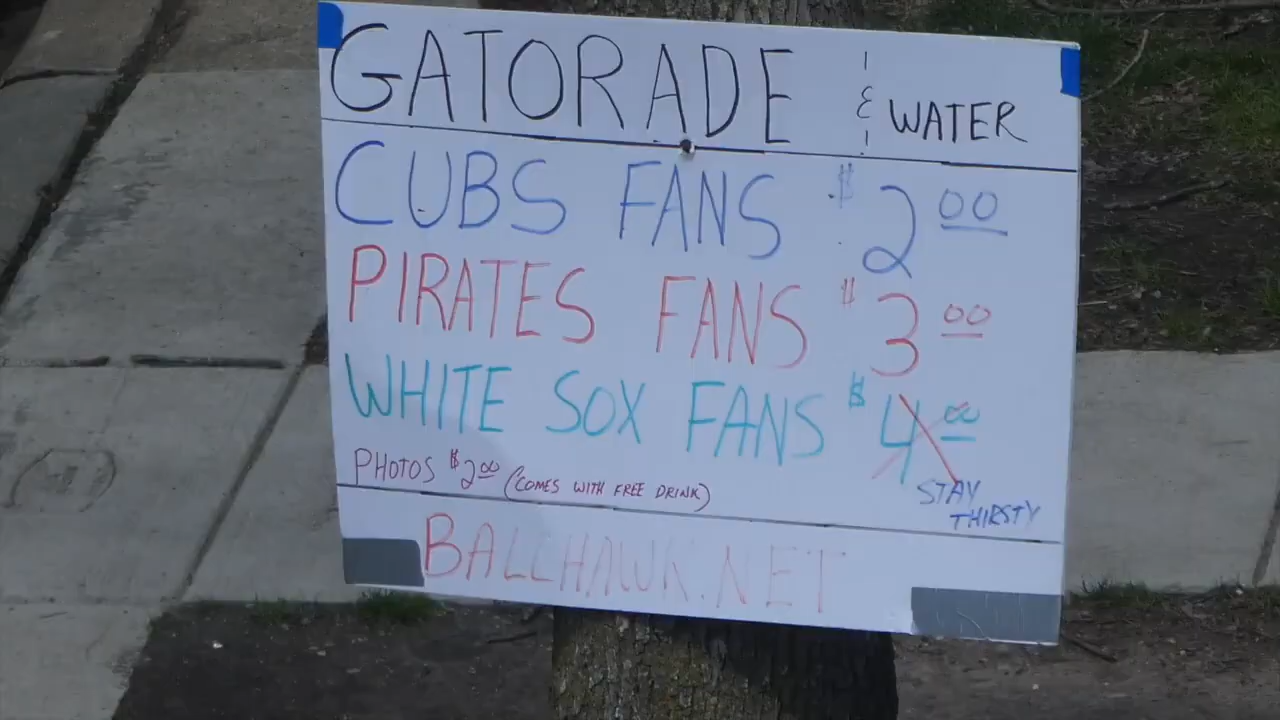 GATORADE & WATER
CUBS FANS $2.00
PIRATES FANS $3.00
WHITE SOX FANS $4.00
STAY THIRSTY
PHOTOS $2.00 (COMES WITH FREE DRINK)
BALLHAWK.NET